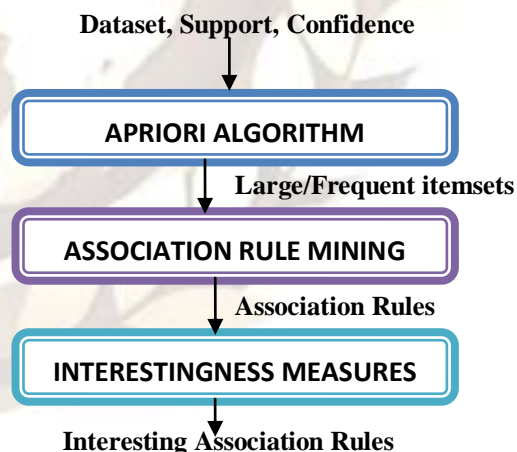 Dataset, Support, Confidence
APRIORI ALGORITHM
Large/Frequent itemsets
ASSOCIATION RULE MINING
Association Rules
INTERESTINGNESS MEASURES
Interesting Association Rules